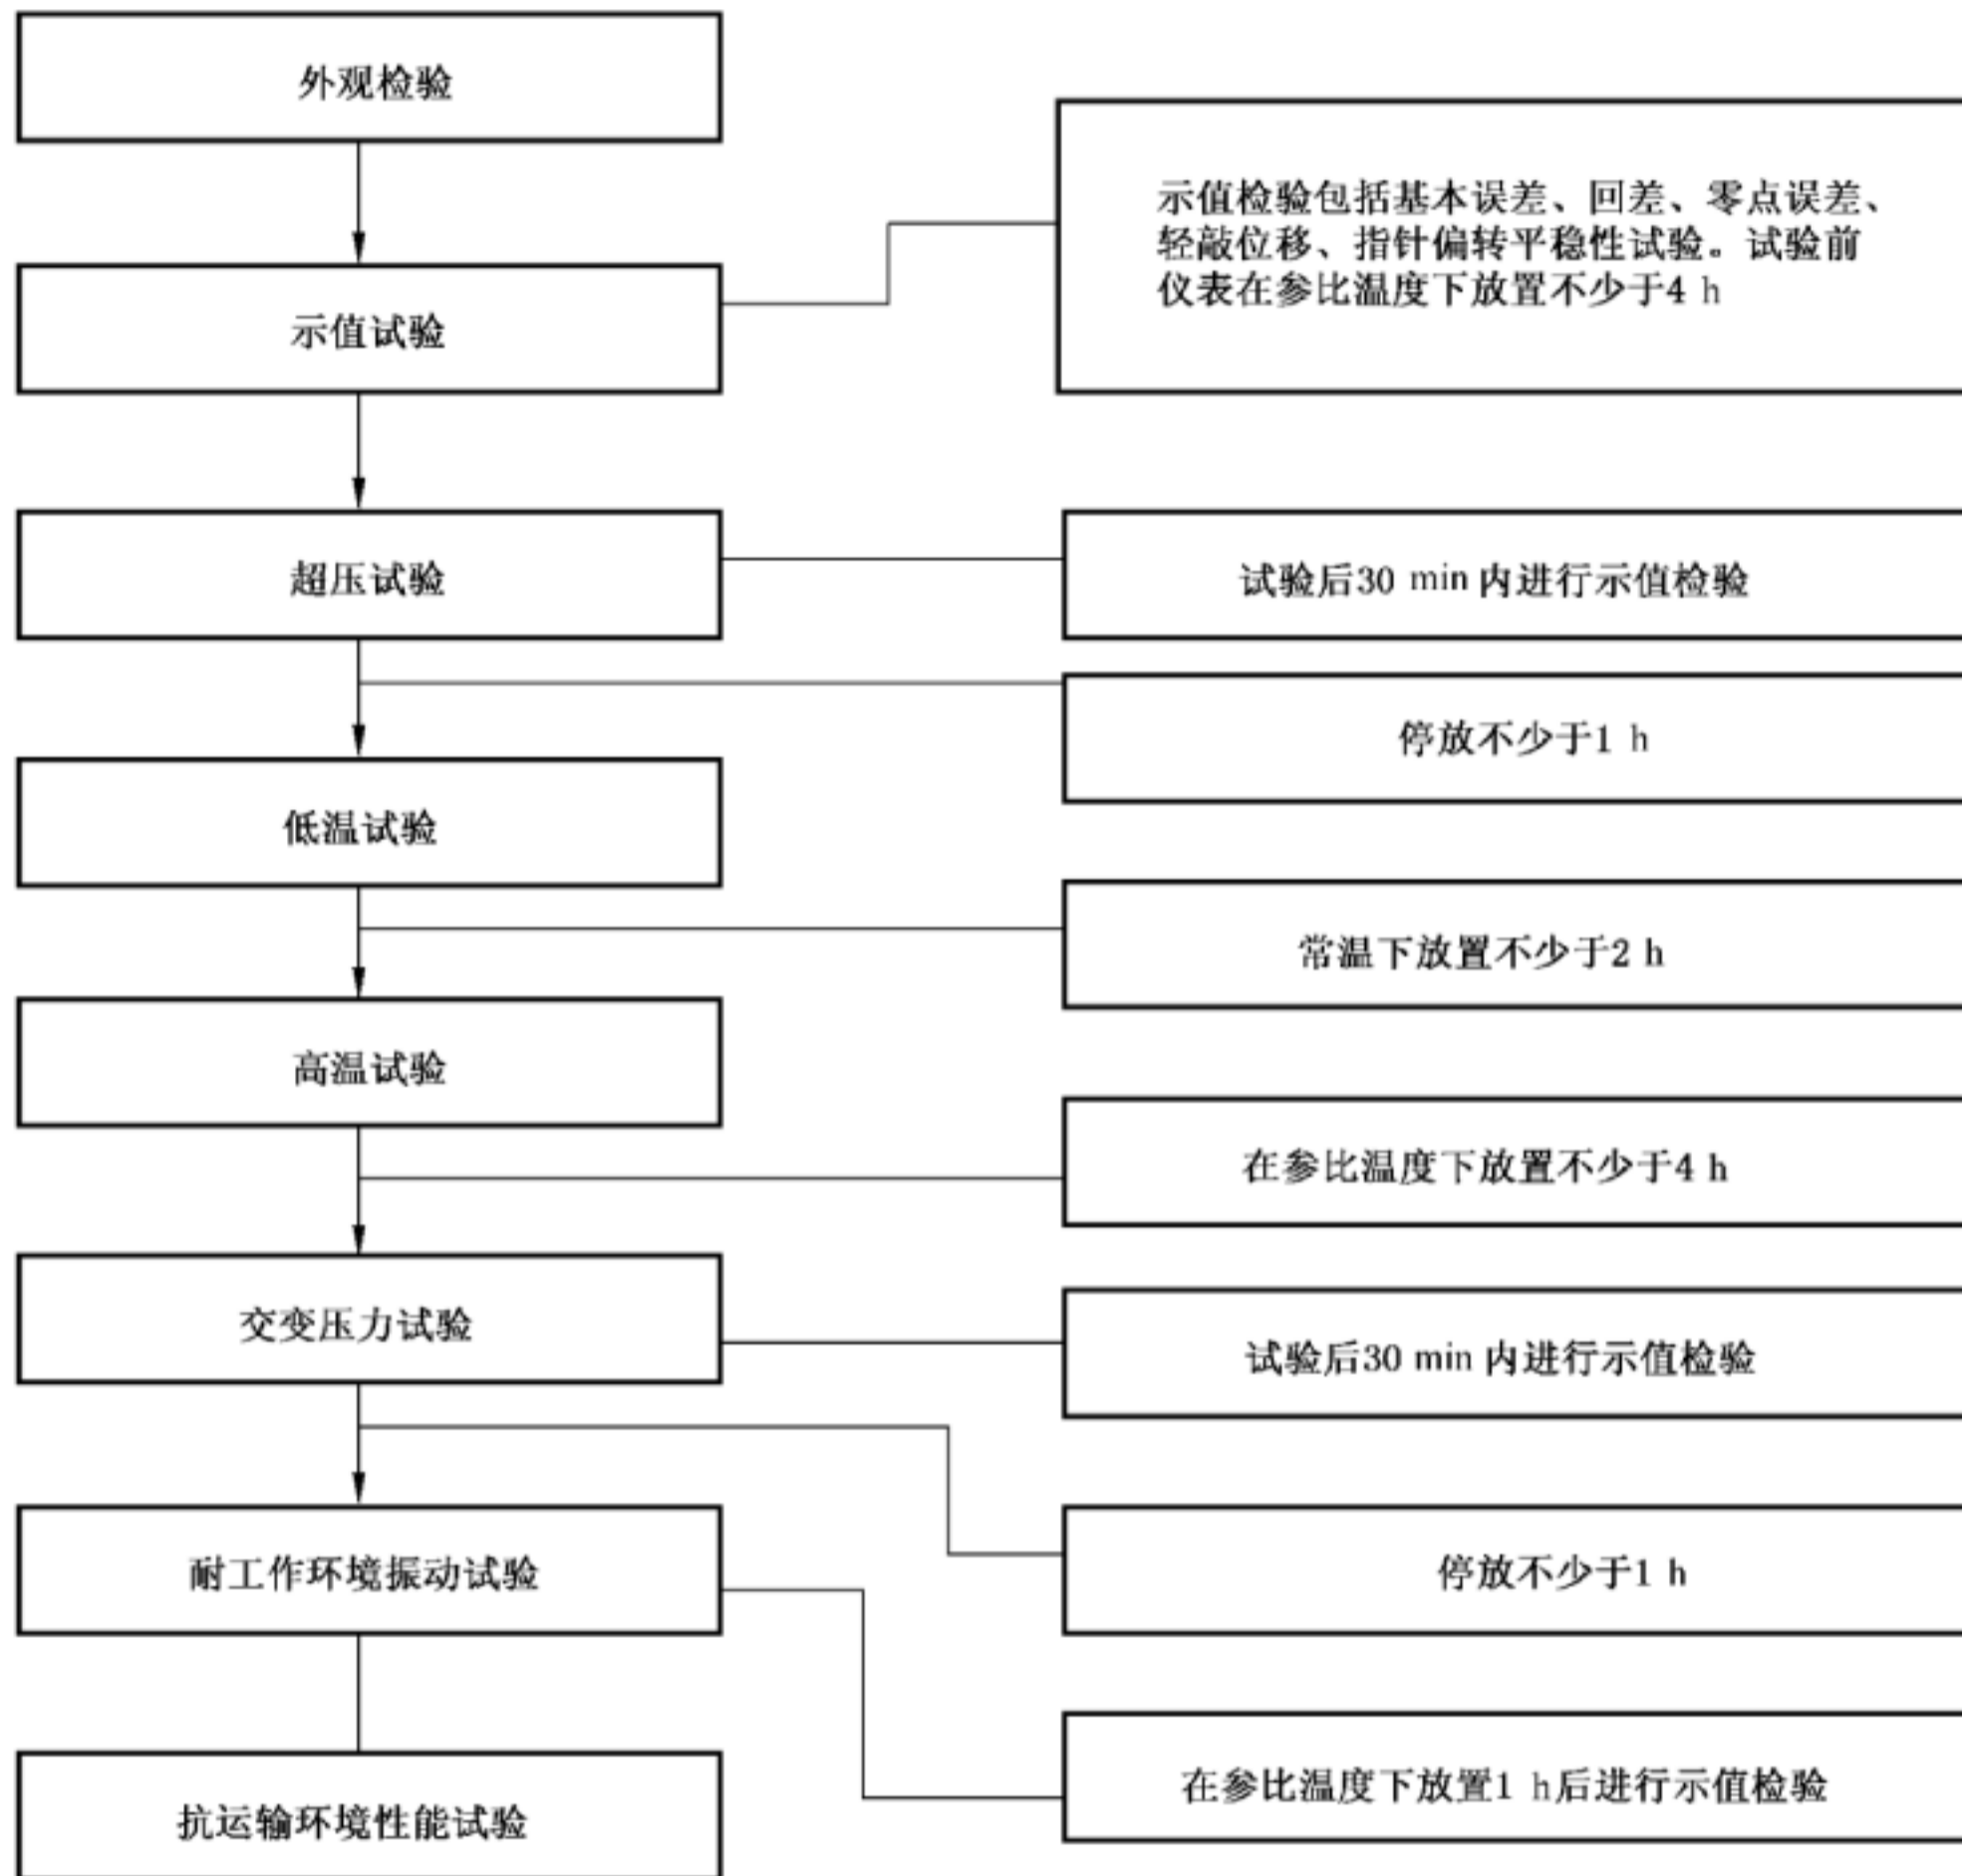 外观检验
示值检验包括基本误差、回差、零点误差、
轻敲位移、指针偏转平稳性试验。试验前
仪表在参比温度下放置不少于4 h
示值试验
超压试验
试验后30 min 内进行示值检验
停放不少于1 h
低温试验
常温下放置不少于2 h
高温试验
在参比温度下放置不少于4 h
交变压力试验
试验后30 min 内进行示值检验
耐工作环境振动试验
停放不少于1 h
在参比温度下放置1 h后进行示值检验
抗运输环境性能试验